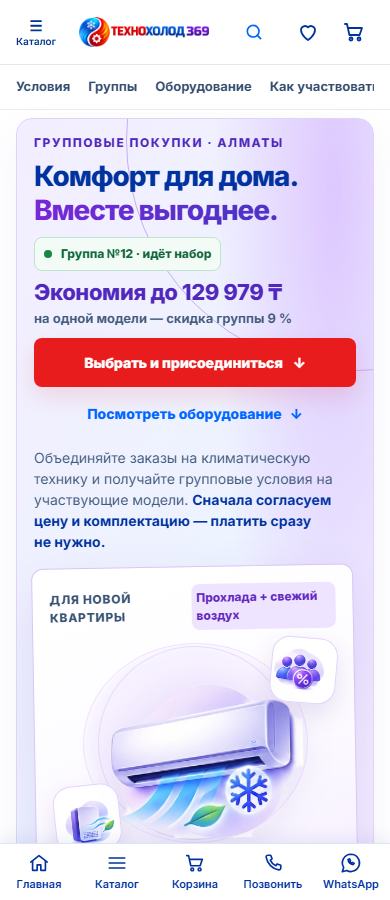 Каталог
ТЕХНОХОЛОД 369
Условия Группы Оборудование Как участвовать
ГРУППОВЫЕ ПОКУПКИ · АЛМАТЫ
Комфорт для дома.
Вместе выгоднее.
Группа №12 · идёт набор
Экономия до 129 979 ₸
на одной модели — скидка группы 9 %
Выбрать и присоединиться ↓
Посмотреть оборудование ↓
Объединяйте заказы на климатическую
технику и получайте групповые условия на
участвующие модели. Сначала согласуем
цену и комплектацию — платить сразу
не нужно.
ДЛЯ НОВОЙ
КВАРТИРЫ
Прохлада + свежий
воздух
%
Главная Каталог Корзина Позвонить WhatsApp